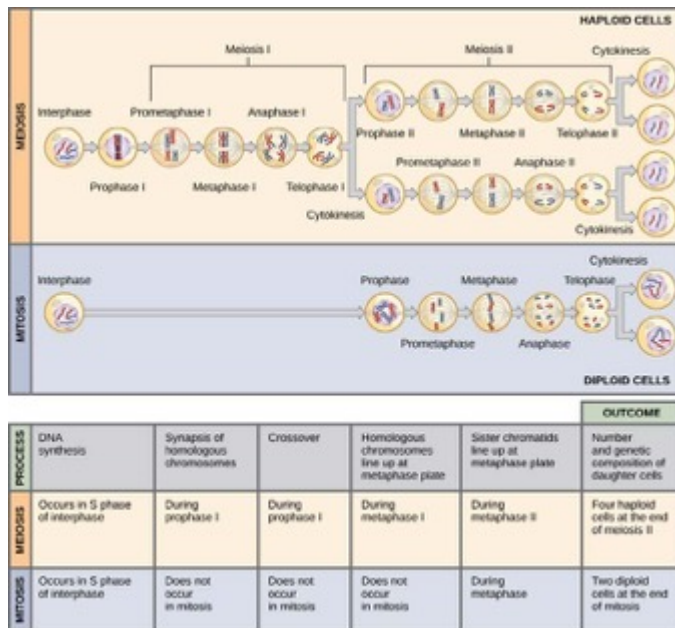 HAPLOID CELLS
MEIOSIS
Meiosis I
Meiosis II
Cytokinesis
Interphase
Prometaphase I
Anaphase I
Prophase II
Metaphase II
Telophase II
Prometaphase II
Anaphase II
Prophase I
Metaphase I
Telophase I
Cytokinesis
Cytokinesis
MITOSIS
Cytokinesis
Interphase
Prophase
Metaphase
Telophase
Prometaphase
Anaphase
DIPLOID CELLS
OUTCOME
PROCESS
DNA
synthesis
Synapsis of
homologous
chromosomes
Crossover
Homologous
chromosomes
line up at
metaphase plate
Sister chromatids
line up at
metaphase plate
Number
and genetic
composition of
daughter cells
MEIOSIS
Occurs in S phase
of interphase
During
prophase I
During
prophase I
During
metaphase I
During
metaphase II
Four haploid
cells at the end
of meiosis II
MITOSIS
Occurs in S phase
of interphase
Does not
occur
in mitosis
Does not
occur
in mitosis
Does not
occur
in mitosis
During
metaphase
Two diploid
cells at the end
of mitosis